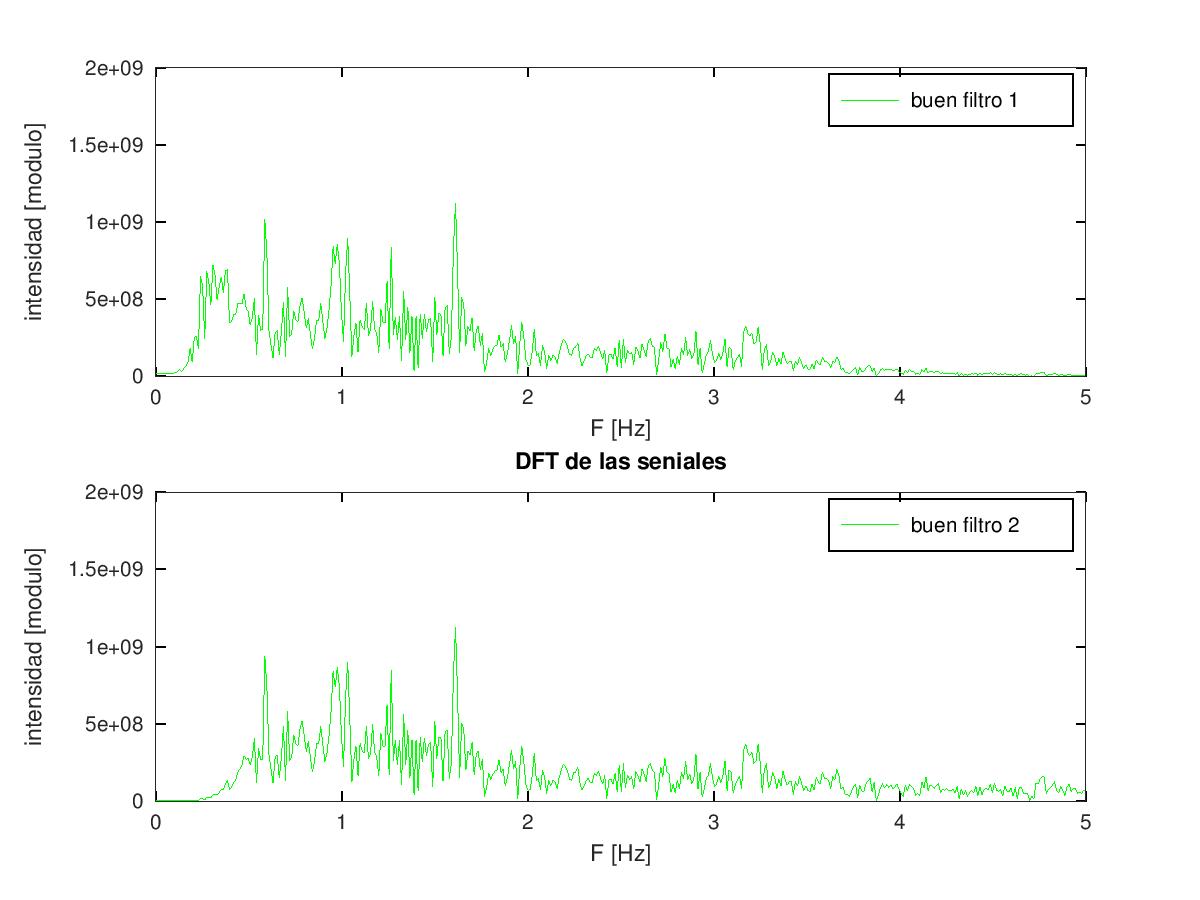 2e+09
1.5e+09
1e+09
5e+08
0
intensidad [modulo]
buen filtro 1
0 1 2 3 4 5
F [Hz]
DFT de las seniales
2e+09
1.5e+09
1e+09
5e+08
0
intensidad [modulo]
buen filtro 2
0 1 2 3 4 5
F [Hz]